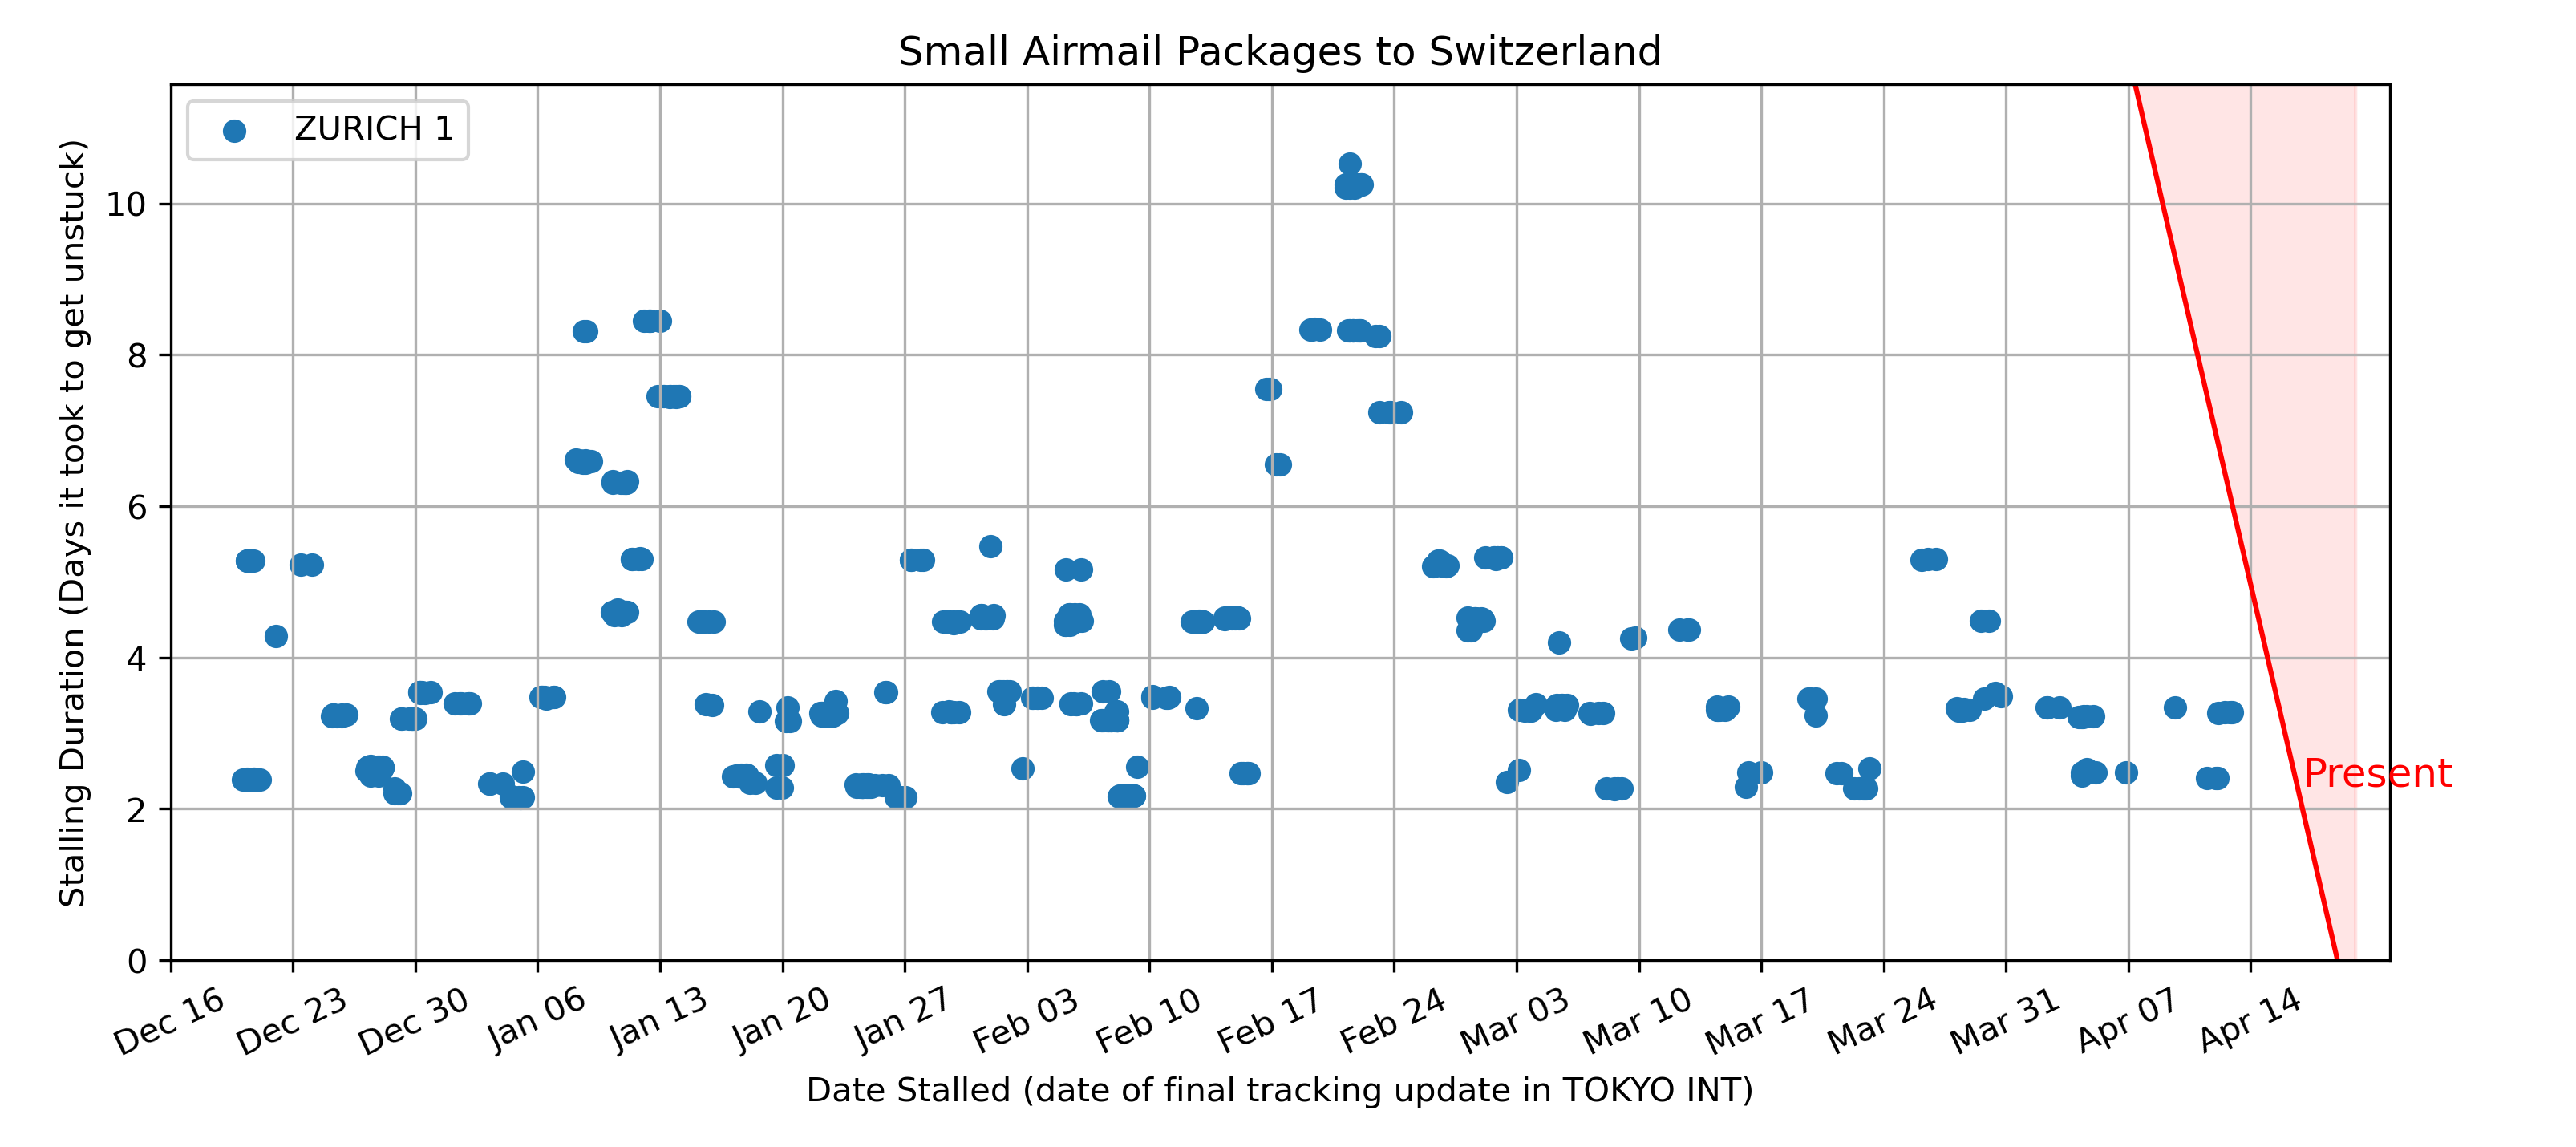 Small Airmail Packages to Switzerland
ZURICH 1
Stalling Duration (Days it took to get unstuck)
10
8
6
4
2
0
Present
Dec 16
Dec 23
Dec 30
Jan 06
Jan 13
Jan 20
Jan 27
Feb 03
Feb 10
Feb 17
Feb 24
Mar 03
Mar 10
Mar 17
Mar 24
Mar 31
Apr 07
Apr 14
Date Stalled (date of final tracking update in TOKYO INT)